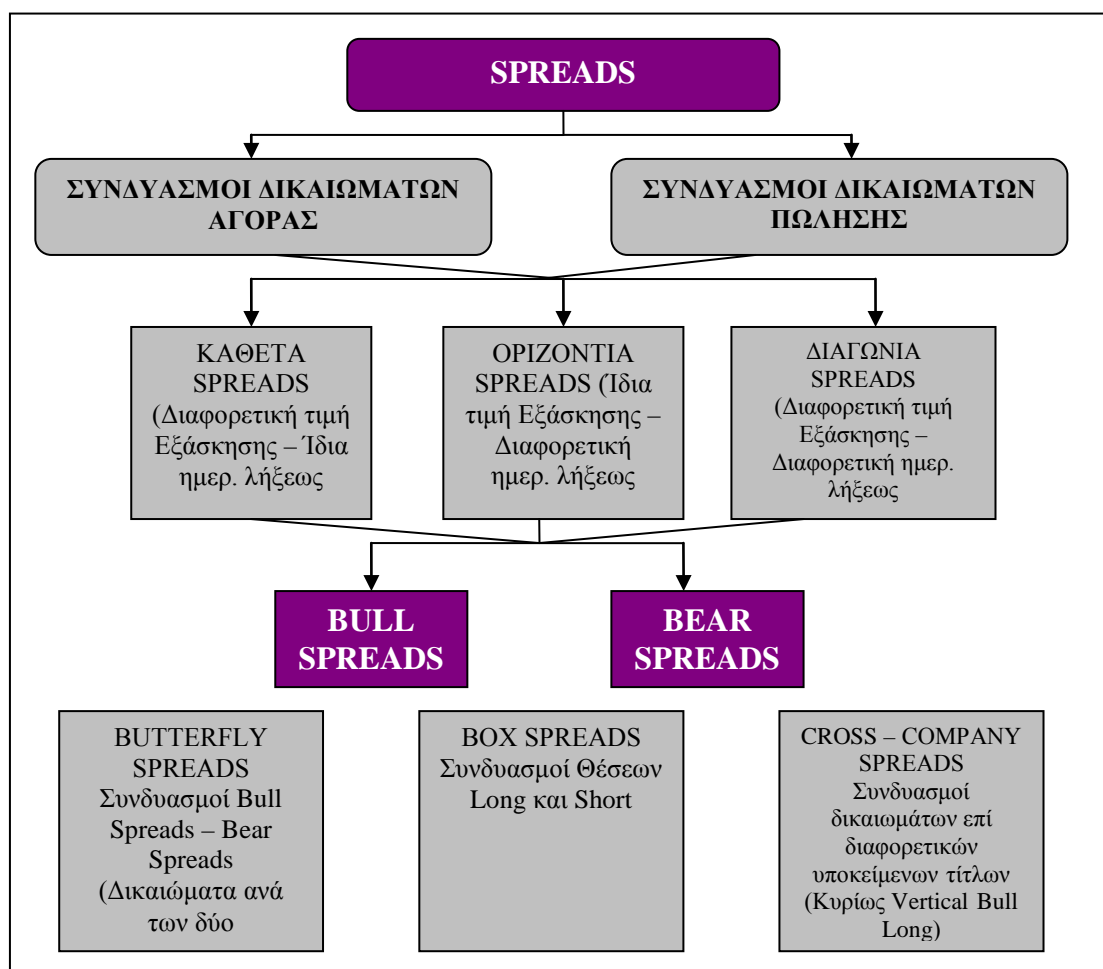 SPREADS
ΣΥΝΔΥΑΣΜΟΙ ΔΙΚΑΙΩΜΑΤΩΝ
ΑΓΟΡΑΣ
ΣΥΝΔΥΑΣΜΟΙ ΔΙΚΑΙΩΜΑΤΩΝ
ΠΩΛΗΣΗΣ
ΚΑΘΕΤΑ
SPREADS
(Διαφορετική τιμή
Εξάσκησης – Ίδια
ημερ. λήξεως
ΟΡΙΖΟΝΤΙΑ
SPREADS (Ίδια
τιμή Εξάσκησης –
Διαφορετική
ημερ. λήξεως
ΔΙΑΓΩΝΙΑ
SPREADS
(Διαφορετική τιμή
Εξάσκησης –
Διαφορετική ημερ.
λήξεως
BULL
SPREADS
BEAR
SPREADS
BUTTERFLY
SPREADS
Συνδυασμοί Bull
Spreads – Bear
Spreads
(Δικαιώματα ανά
των δύο
BOX SPREADS
Συνδυασμοί Θέσεων
Long και Short
CROSS – COMPANY
SPREADS
Συνδυασμοί
δικαιωμάτων επί
διαφορετικών
υποκείμενων τίτλων
(Κυρίως Vertical Bull
Long)